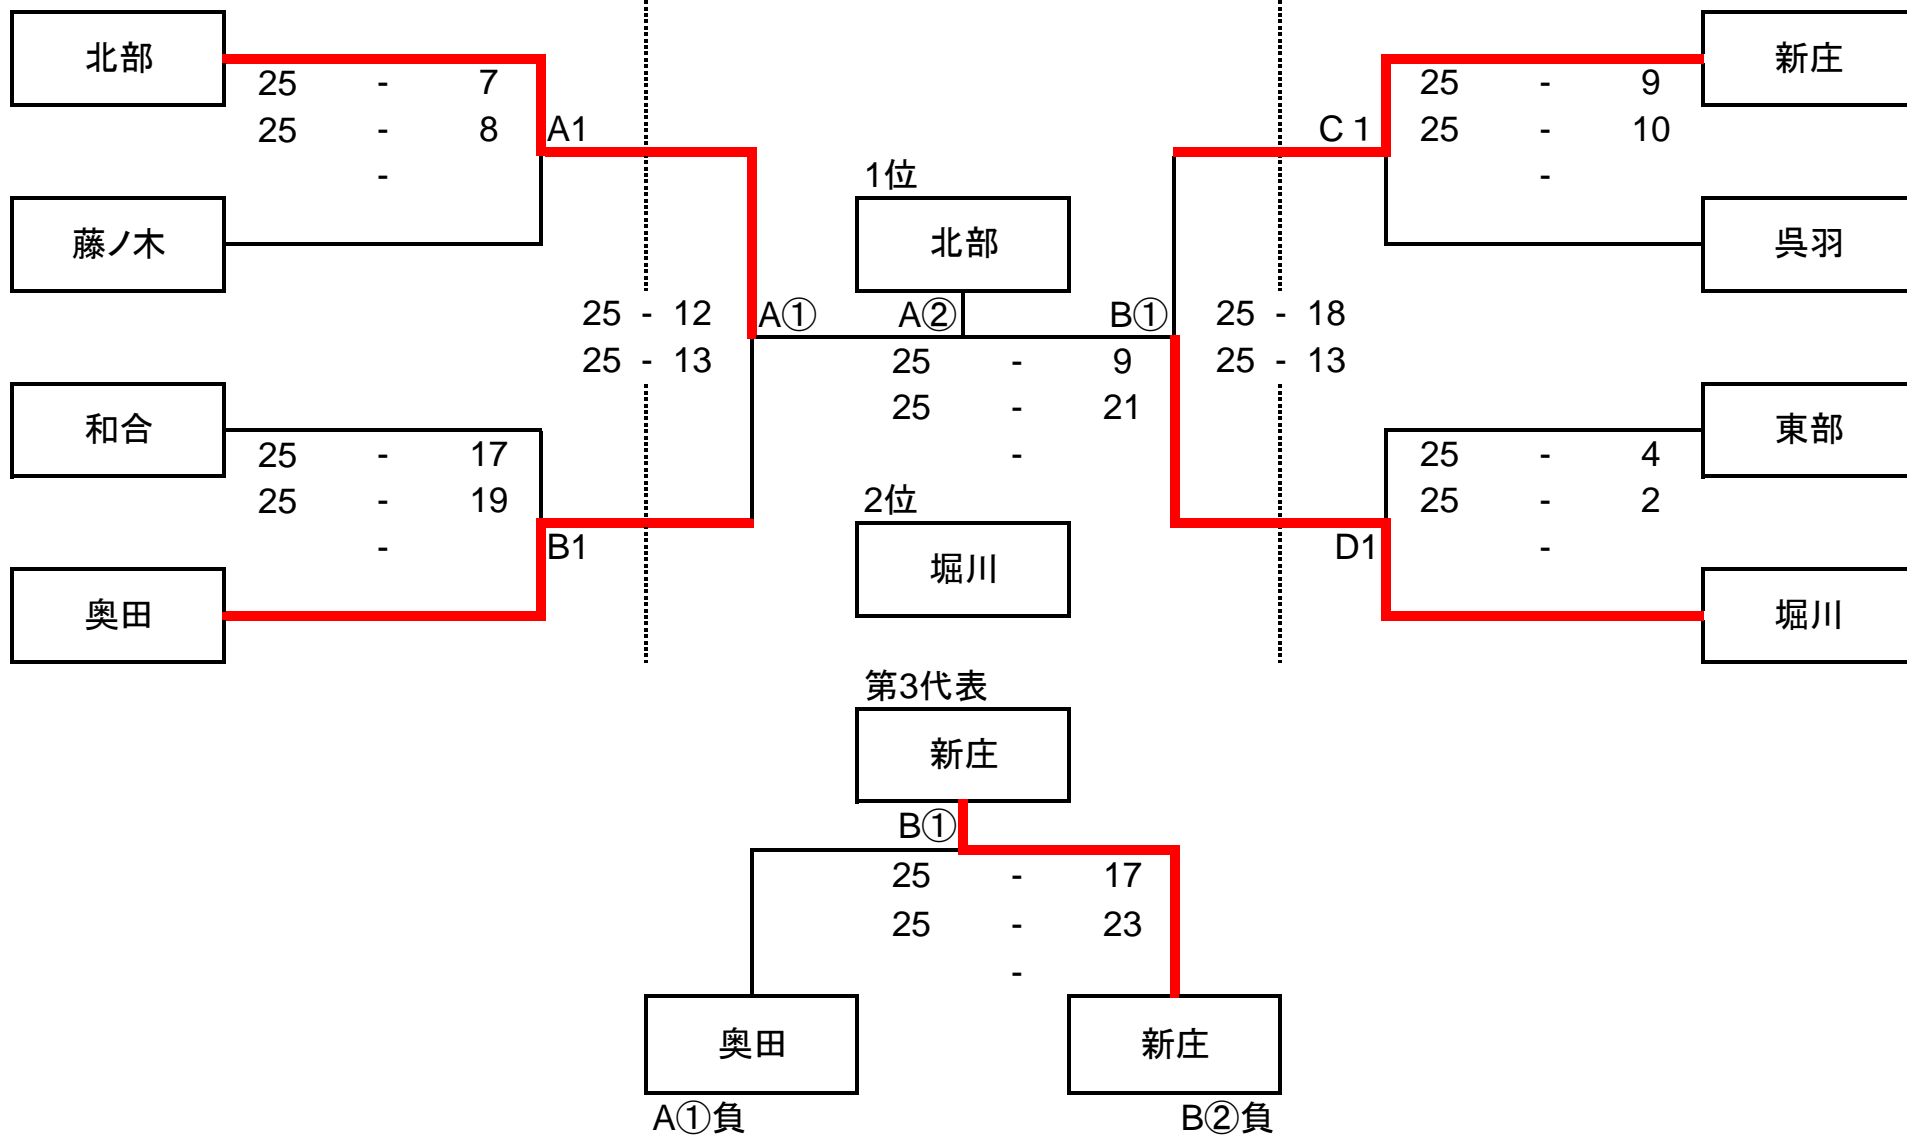 北部
25 - 7
25 - 8
-
A1
藤ノ木
和合
25 - 17
25 - 19
-
B1
奥田
25 - 12
25 - 13
A①
1位
北部
A②
25 - 9
25 - 21
-
2位
堀川
B①
25 - 18
25 - 13
新庄
25 - 9
25 - 10
-
C 1
呉羽
東部
25 - 4
25 - 2
-
D1
堀川
第3代表
新庄
B①
25 - 17
25 - 23
-
奥田
新庄
A①負
B②負